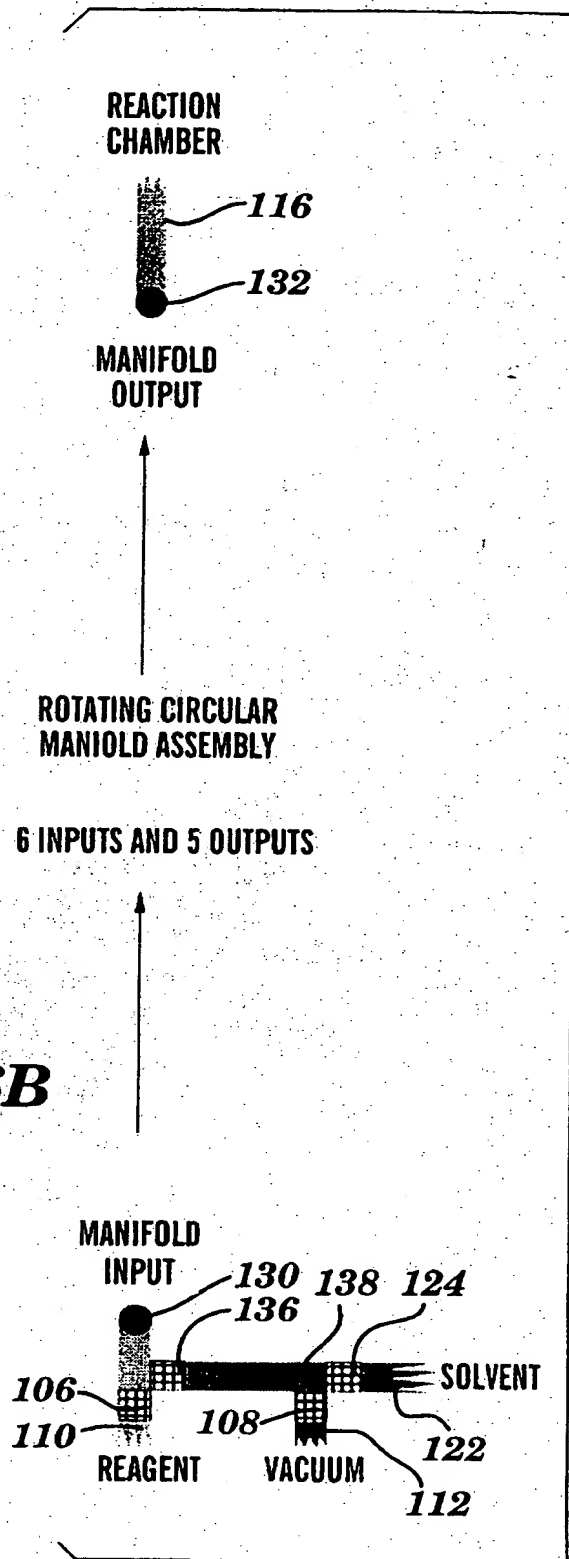 REACTION
CHAMBER
116
132
MANIFOLD
OUTPUT
ROTATING CIRCULAR
MANIOLD ASSEMBLY
6 INPUTS AND 5 OUTPUTS
MANIFOLD
INPUT
130 138 124
136
SOLVENT
106
110 108 122
REAGENT VACUUM
112